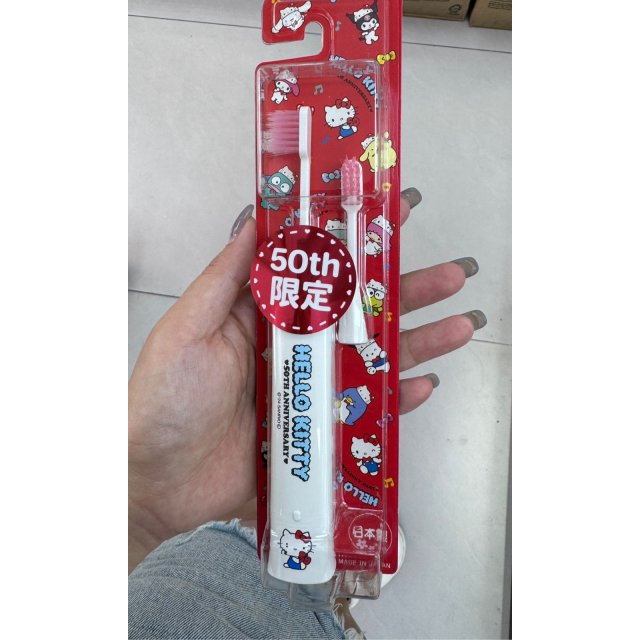 50th
限定
HELLO KITTY
♥50TH ANNIVERSARY♥
日本製
MADE IN JAPAN